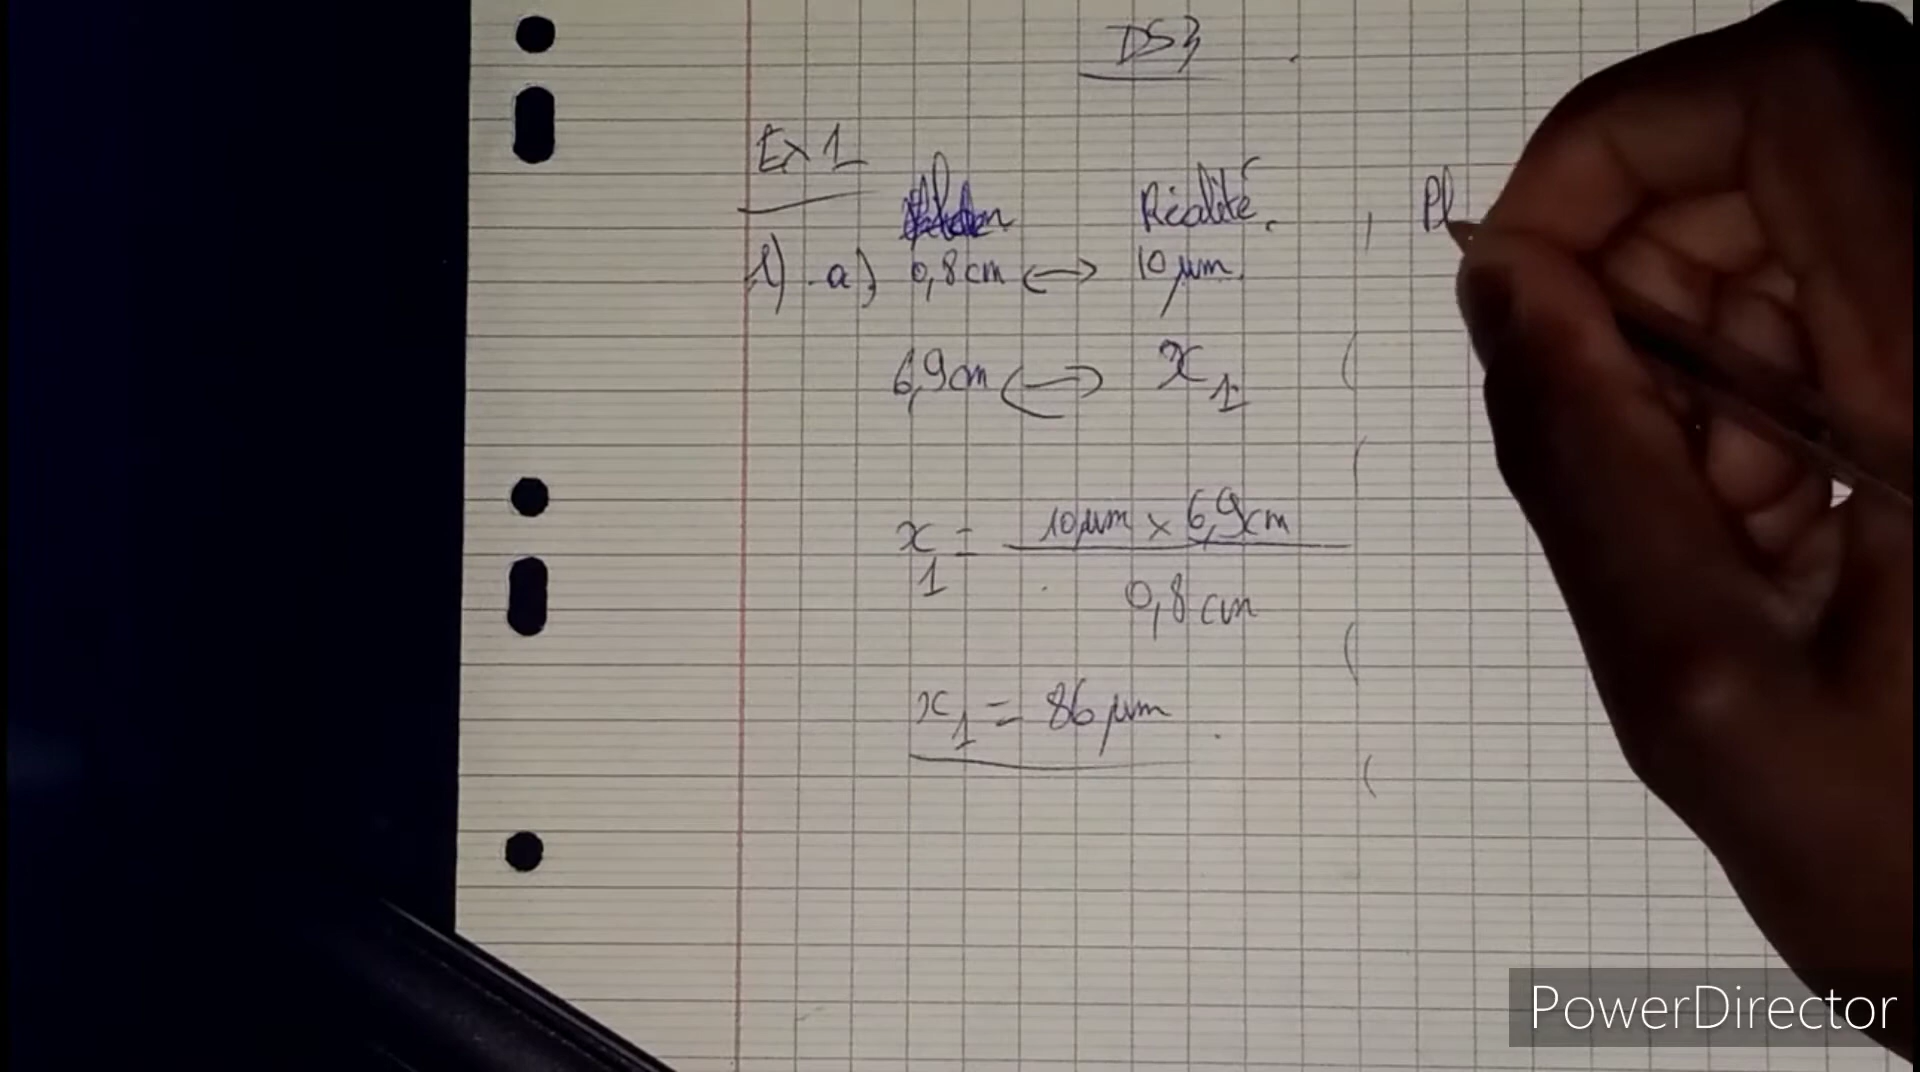 DS3
Ex 1
Réalité. , Pl
1) a) 0,8 cm ↔ 10 µm.
6,9 cm ↔ x₁
x₁ = 10 µm × 6,9 cm
0,8 cm
x₁ = 86 µm
PowerDirector